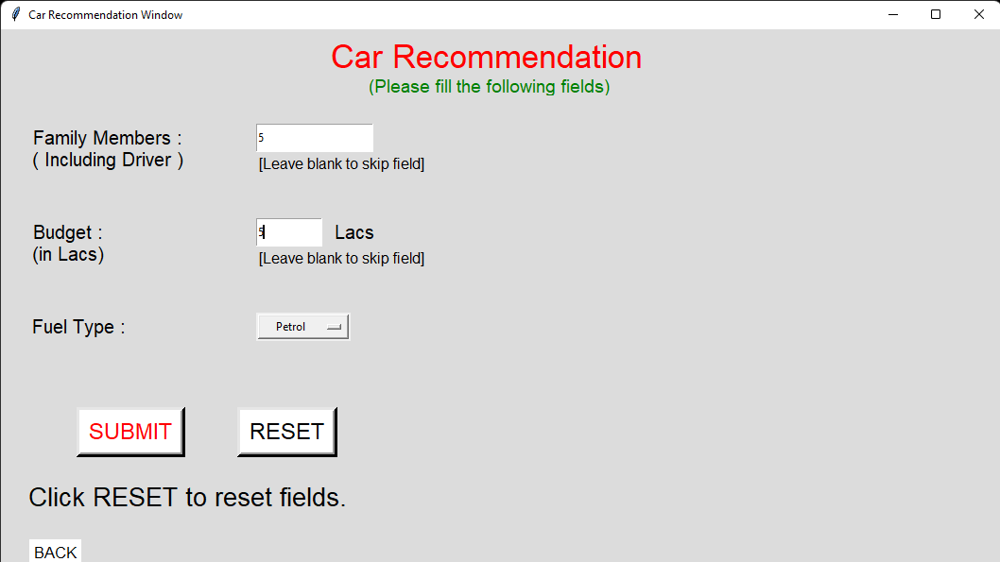 Car Recommendation Window
Car Recommendation
(Please fill the following fields)
Family Members :
5
( Including Driver )
[Leave blank to skip field]
Budget :
5
Lacs
(in Lacs)
[Leave blank to skip field]
Fuel Type :
Petrol
SUBMIT
RESET
Click RESET to reset fields.
BACK